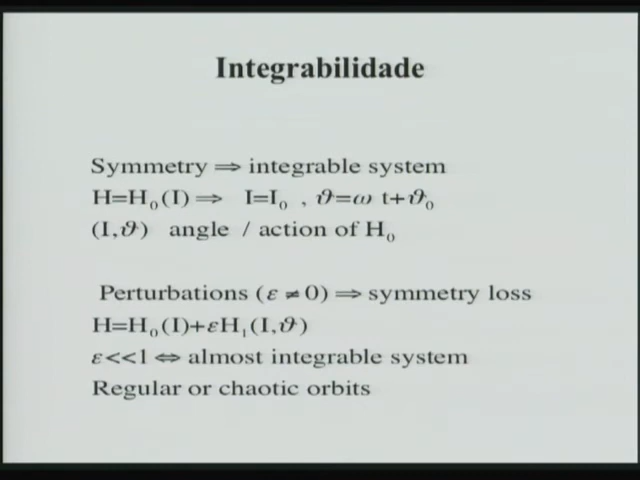 Integrabilidade
Symmetry ⇒ integrable system
H=H₀(I)⇒ I=I₀ , ϑ=ω t+ϑ₀
(I,ϑ) angle / action of H₀
Perturbations (ε ≠ 0) ⇒ symmetry loss
H=H₀(I)+εH₁(I,ϑ)
ε<<1 ⇔ almost integrable system
Regular or chaotic orbits